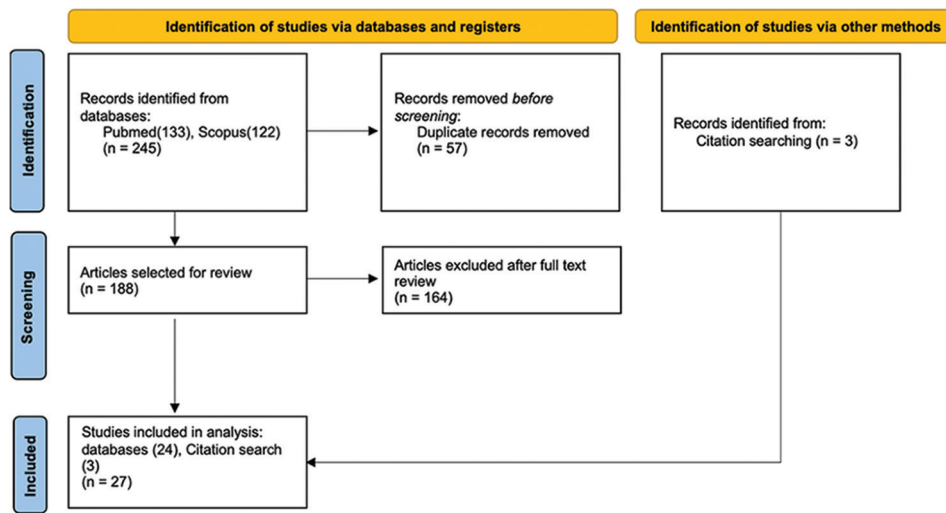 Identification of studies via databases and registers
Identification of studies via other methods
Identification
Records identified from
databases:
Pubmed(133), Scopus(122)
(n = 245)
Records removed before
screening:
Duplicate records removed
(n = 57)
Records identified from:
Citation searching (n = 3)
Screening
Articles selected for review
(n = 188)
Articles excluded after full text
review
(n = 164)
Included
Studies included in analysis:
databases (24), Citation search
(3)
(n = 27)